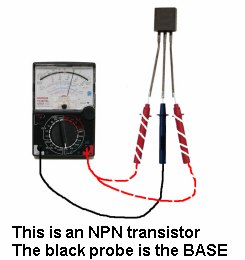 This is an NPN transistor
The black probe is the BASE